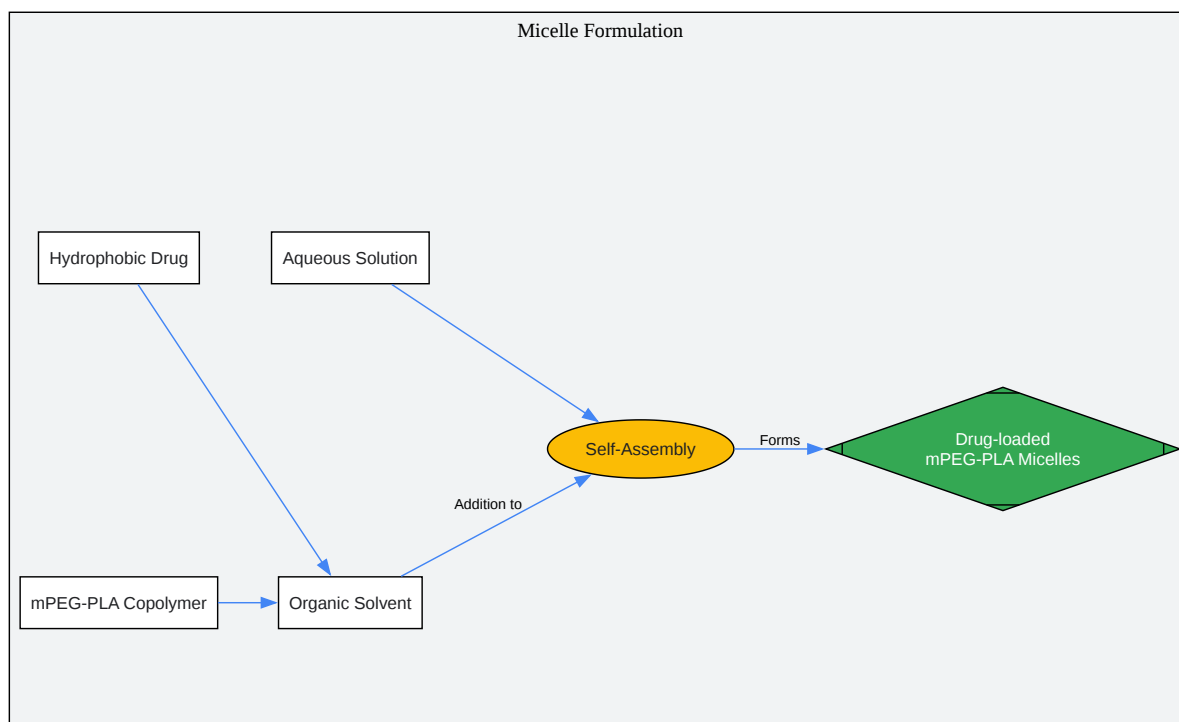 Micelle Formulation
Hydrophobic Drug
Aqueous Solution
Self-Assembly
Forms
Drug-loaded
mPEG-PLA Micelles
Addition to
mPEG-PLA Copolymer
Organic Solvent